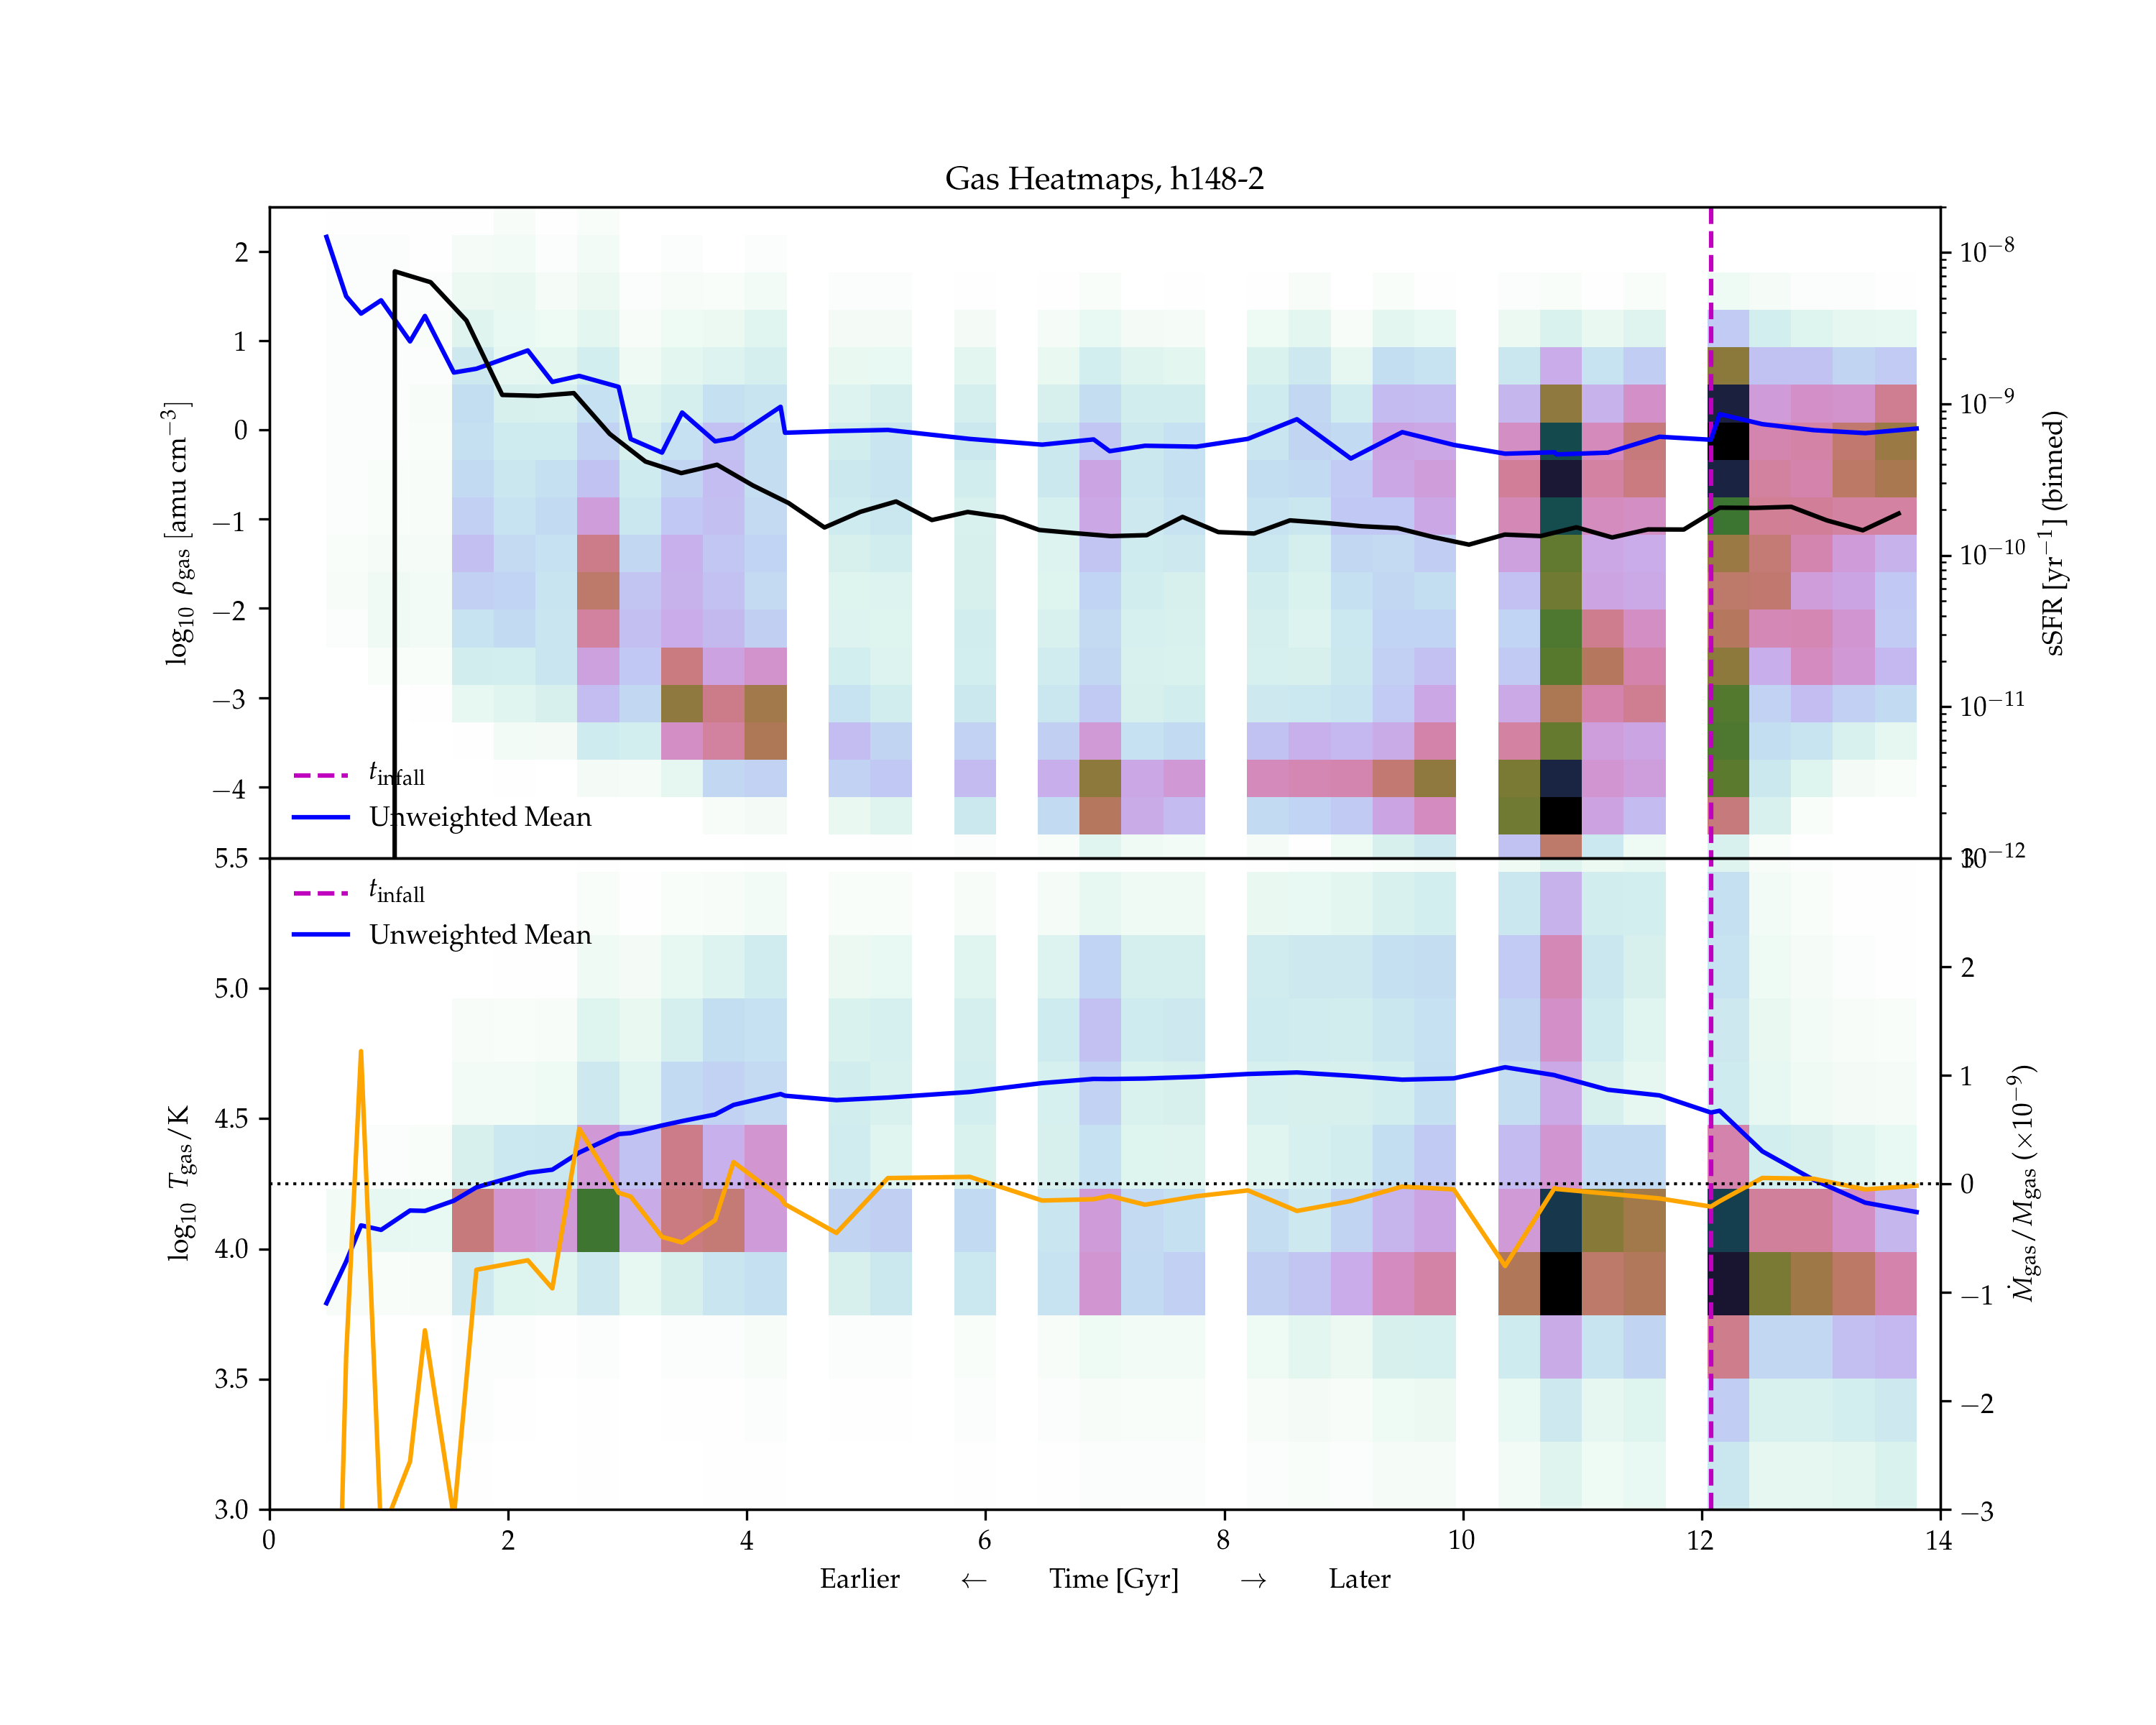 Gas Heatmaps, h148-2
2
1
0
−1
−2
−3
−4
log₁₀ ρgas [amu cm⁻³]
10⁻⁸
10⁻⁹
10⁻¹⁰
10⁻¹¹
10⁻¹²
sSFR [yr⁻¹] (binned)
tinfall
Unweighted Mean
5.5
5.0
4.5
4.0
3.5
3.0
log₁₀ Tgas/K
3
2
1
0
−1
−2
−3
Ṁgas/Mgas (×10⁻⁹)
tinfall
Unweighted Mean
0 2 4 6 8 10 12 14
Earlier ← Time [Gyr] → Later